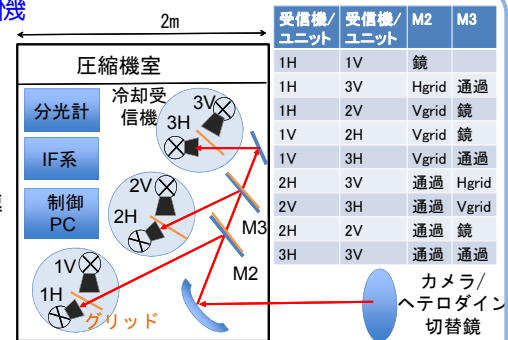 機
2m
圧縮機室
分光計
IF系
制御
PC
冷却受
信機
3V
3H
2V
2H
1V
1H
グリッド
M3
M2
カメラ/
ヘテロダイン
切替鏡
受信機/
ユニット 受信機/
ユニット M2 M3
1H 1V 鏡
1H 3V Hgrid 通過
1H 2V Vgrid 鏡
1V 2H Vgrid 鏡
1V 3H Vgrid 通過
2H 3V 通過 Hgrid
2V 3H 通過 Vgrid
2H 2V 通過 鏡
3H 3V 通過 通過